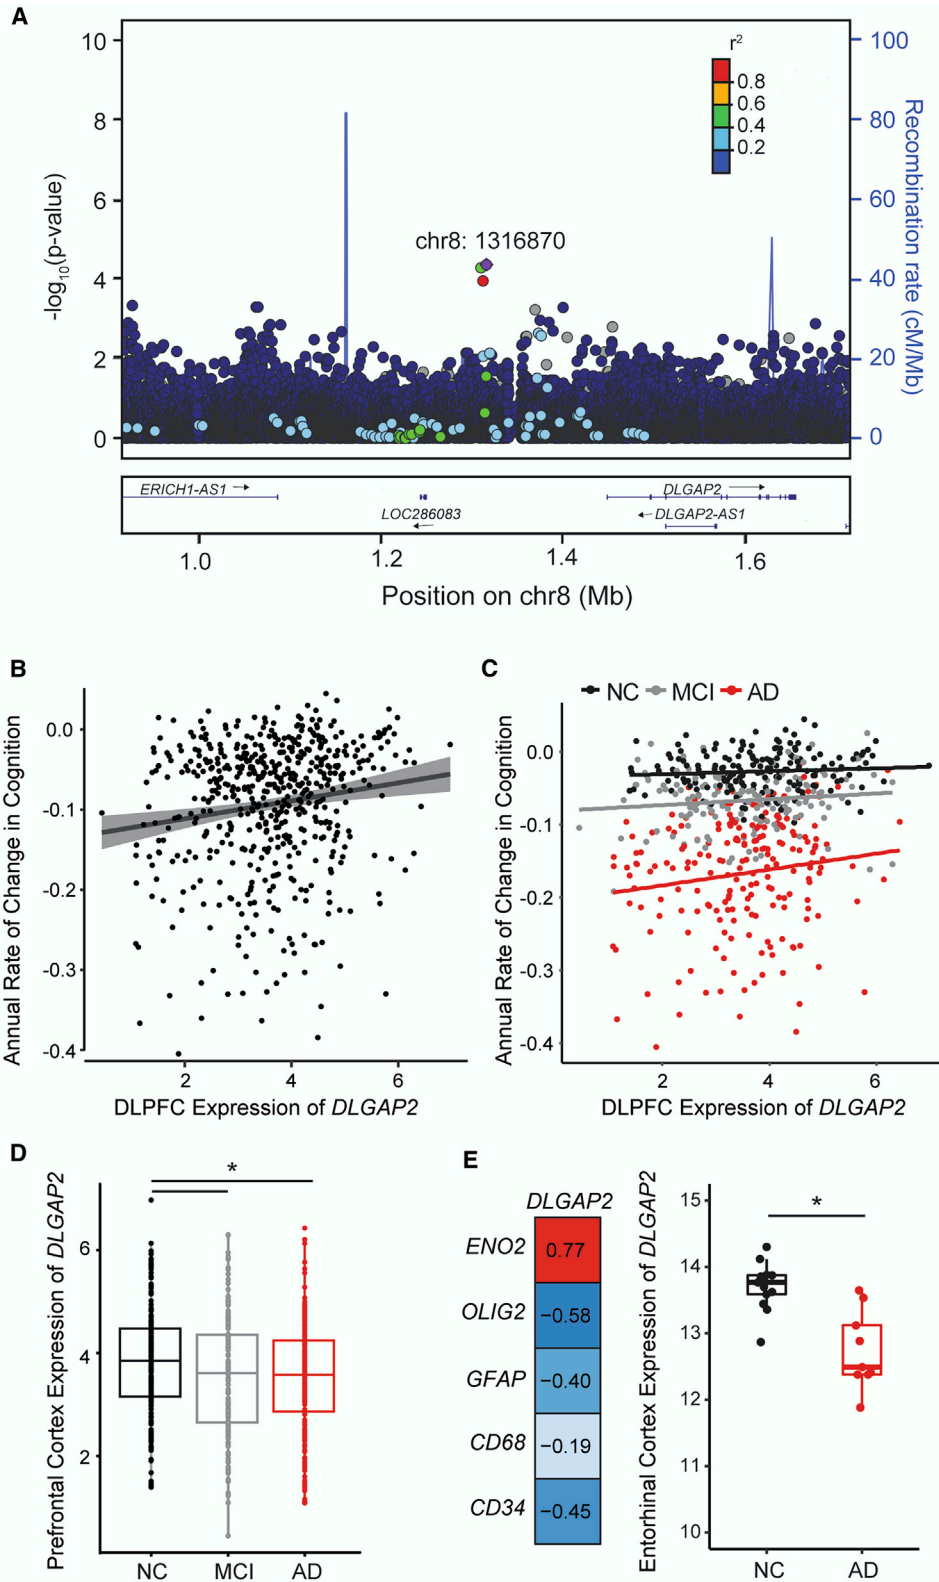 A
-log10(p-value)
10
8
6
4
2
0
chr8: 1316870
r2
0.8
0.6
0.4
0.2
100
80
60
40
20
0
Recombination rate (cM/Mb)
ERICH1-AS1
LOC286083
DLGAP2
DLGAP2-AS1
1.0
1.2
1.4
1.6
Position on chr8 (Mb)
B
Annual Rate of Change in Cognition
0.0
-0.1
-0.2
-0.3
-0.4
2
4
6
DLPFC Expression of DLGAP2
C
NC MCI AD
Annual Rate of Change in Cognition
0.0
-0.1
-0.2
-0.3
-0.4
2
4
6
DLPFC Expression of DLGAP2
D
Prefrontal Cortex Expression of DLGAP2
6
4
2
*
NC
MCI
AD
E
DLGAP2
ENO2 0.77
OLIG2 −0.58
GFAP −0.40
CD68 −0.19
CD34 −0.45
Entorhinal Cortex Expression of DLGAP2
15
14
13
12
11
10
*
NC
AD